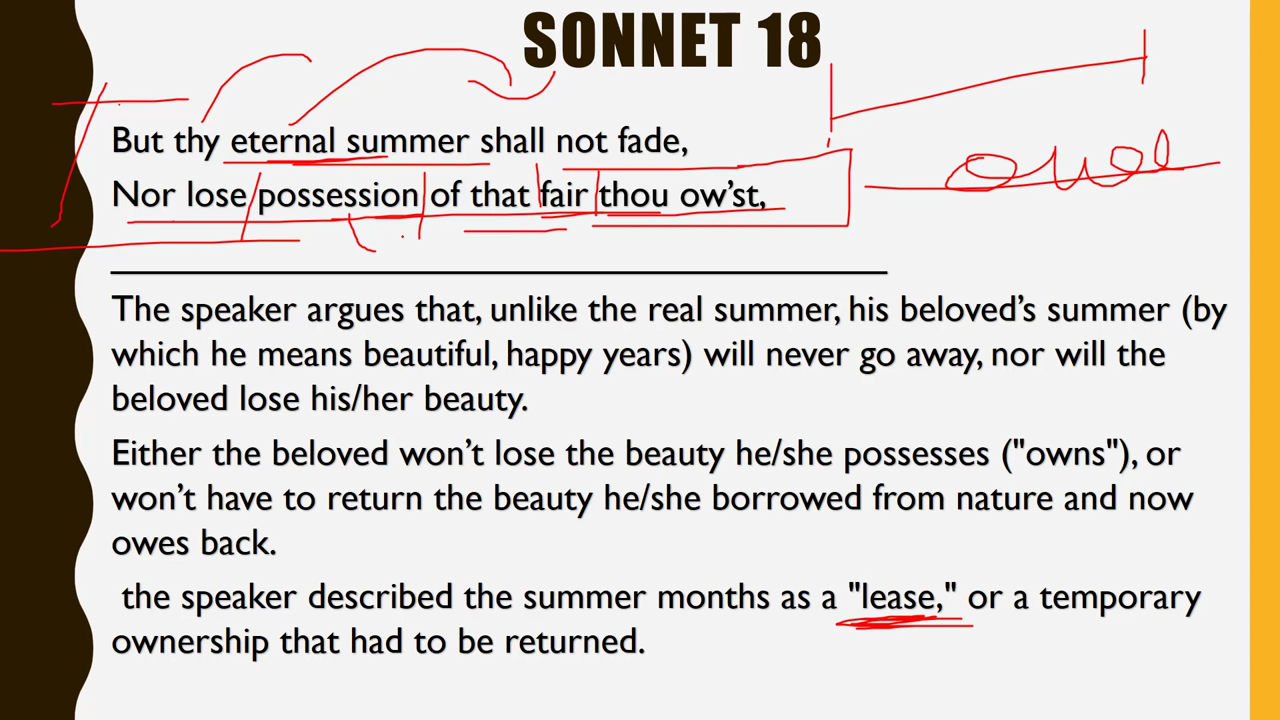 SONNET 18
But thy eternal summer shall not fade,
Nor lose possession of that fair thou ow'st,
The speaker argues that, unlike the real summer, his beloved's summer (by
which he means beautiful, happy years) will never go away, nor will the
beloved lose his/her beauty.
Either the beloved won't lose the beauty he/she possesses ("owns"), or
won't have to return the beauty he/she borrowed from nature and now
owes back.
the speaker described the summer months as a "lease," or a temporary
ownership that had to be returned.